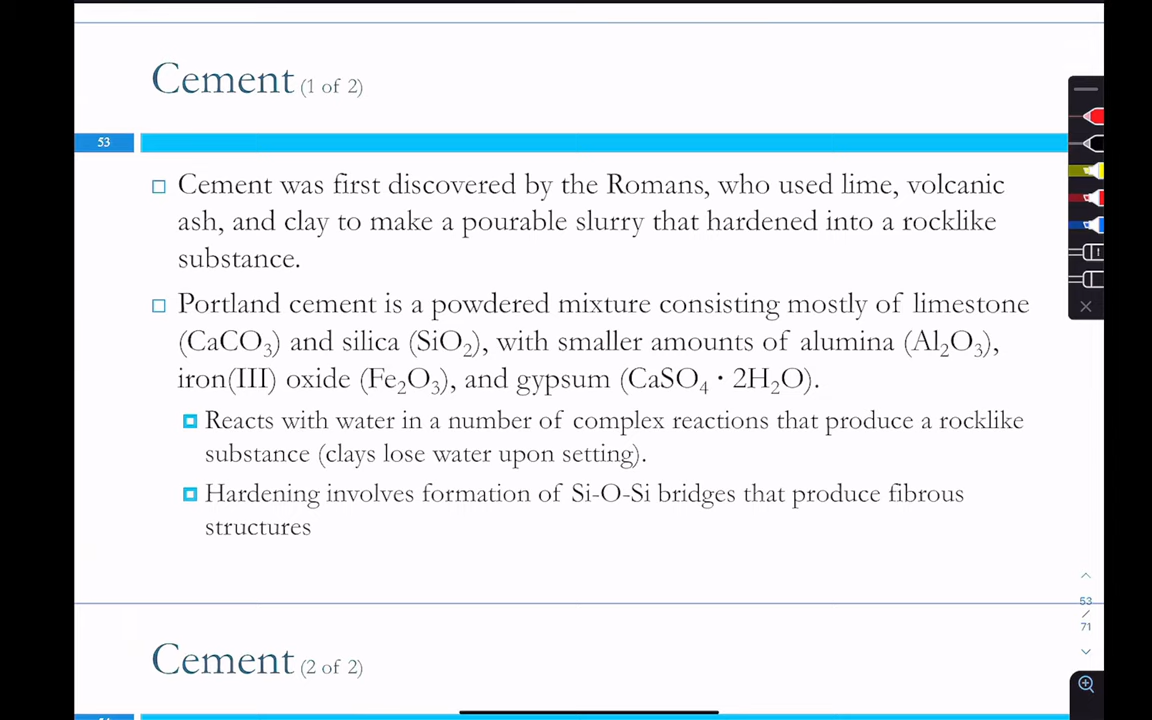 Cement (1 of 2)
53
□ Cement was first discovered by the Romans, who used lime, volcanic
ash, and clay to make a pourable slurry that hardened into a rocklike
substance.
□ Portland cement is a powdered mixture consisting mostly of limestone
(CaCO₃) and silica (SiO₂), with smaller amounts of alumina (Al₂O₃),
iron(III) oxide (Fe₂O₃), and gypsum (CaSO₄ · 2H₂O).
Reacts with water in a number of complex reactions that produce a rocklike
substance (clays lose water upon setting).
Hardening involves formation of Si-O-Si bridges that produce fibrous
structures
53
/
71
Cement (2 of 2)